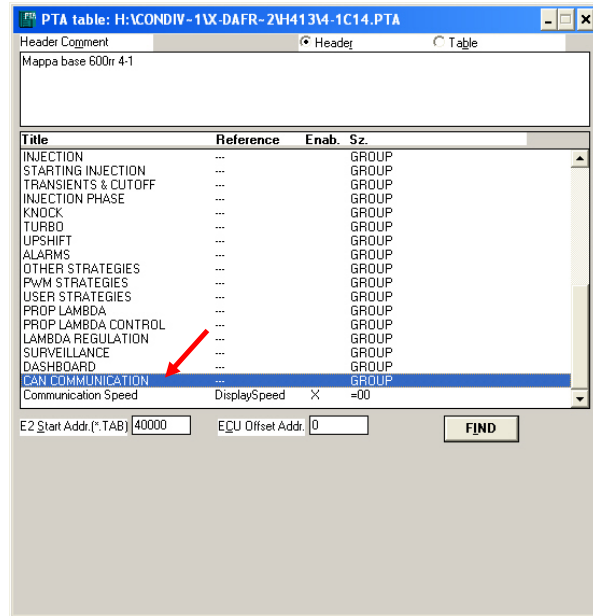 PTA table: H:\CONDIV~1\X-DAFR~2\H413\4-1C14.PTA
Header Comment Header Table
Mappa base 600rr 4-1
Title Reference Enab. Sz.
INJECTION --- GROUP
STARTING INJECTION --- GROUP
TRANSIENTS & CUTOFF --- GROUP
INJECTION PHASE --- GROUP
KNOCK --- GROUP
TURBO --- GROUP
UPSHIFT --- GROUP
ALARMS --- GROUP
OTHER STRATEGIES --- GROUP
PWM STRATEGIES --- GROUP
USER STRATEGIES --- GROUP
PROP LAMBDA --- GROUP
PROP LAMBDA CONTROL --- GROUP
LAMBDA REGULATION --- GROUP
SURVEILLANCE --- GROUP
DASHBOARD --- GROUP
CAN COMMUNICATION --- GROUP
Communication Speed DisplaySpeed X =00
E2 Start Addr.(*.TAB) 40000 ECU Offset Addr. 0 FIND